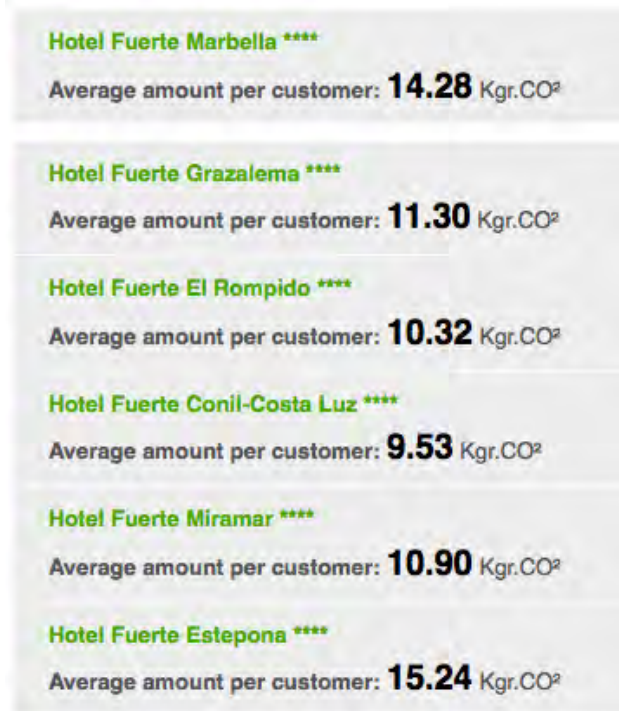 Hotel Fuerte Marbella ****
Average amount per customer: 14.28 Kgr.CO²
Hotel Fuerte Grazalema ****
Average amount per customer: 11.30 Kgr.CO²
Hotel Fuerte El Rompido ****
Average amount per customer: 10.32 Kgr.CO²
Hotel Fuerte Conil-Costa Luz ****
Average amount per customer: 9.53 Kgr.CO²
Hotel Fuerte Miramar ****
Average amount per customer: 10.90 Kgr.CO²
Hotel Fuerte Estepona ****
Average amount per customer: 15.24 Kgr.CO²